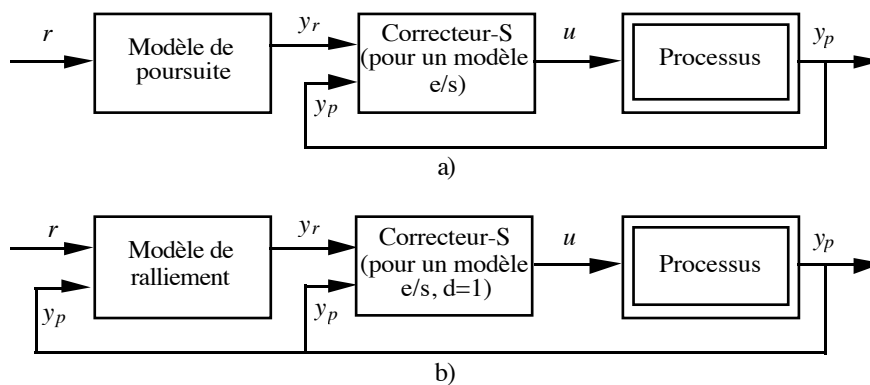 r
Modèle de
poursuite
y_r
y_p
Correcteur-S
(pour un modèle
e/s)
u
Processus
y_p
a)
r
y_p
Modèle de
ralliement
y_r
y_p
Correcteur-S
(pour un modèle
e/s, d=1)
u
Processus
y_p
b)